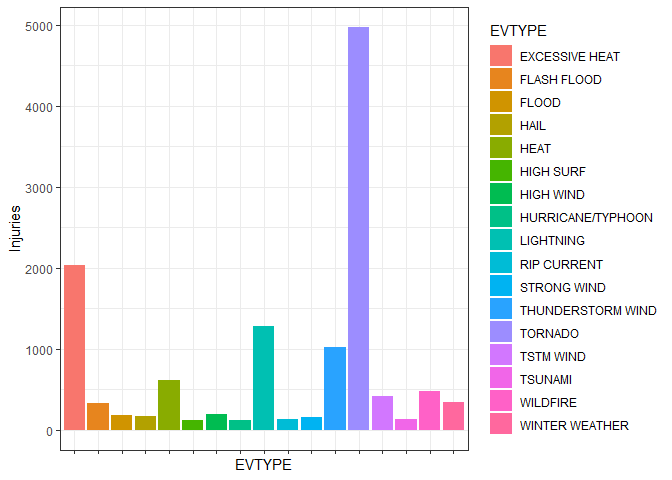 5000
4000
3000
2000
1000
0
Injuries
EVTYPE
EVTYPE
EXCESSIVE HEAT
FLASH FLOOD
FLOOD
HAIL
HEAT
HIGH SURF
HIGH WIND
HURRICANE/TYPHOON
LIGHTNING
RIP CURRENT
STRONG WIND
THUNDERSTORM WIND
TORNADO
TSTM WIND
TSUNAMI
WILDFIRE
WINTER WEATHER